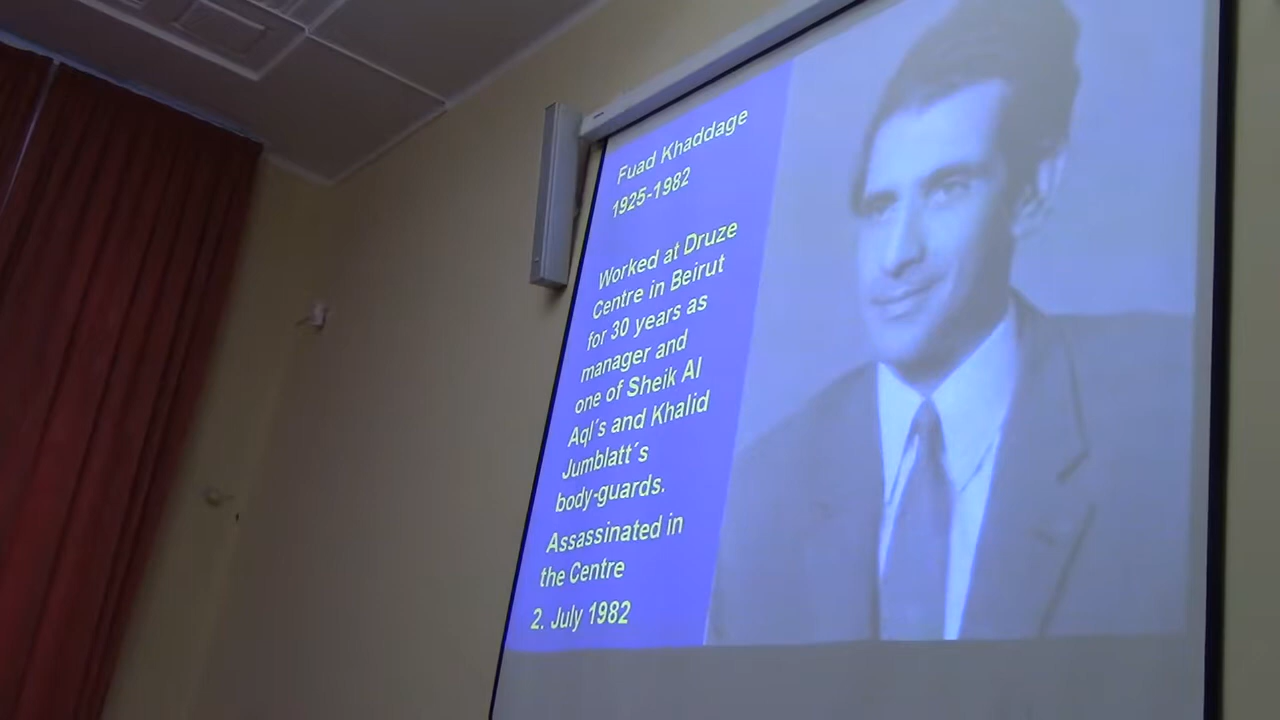 Fuad Khaddage
1925-1982
Worked at Druze
Centre in Beirut
for 30 years as
manager and
one of Sheik Al
Aql´s and Khalid
Jumblatt´s
body-guards.
Assassinated in
the Centre
2. July 1982